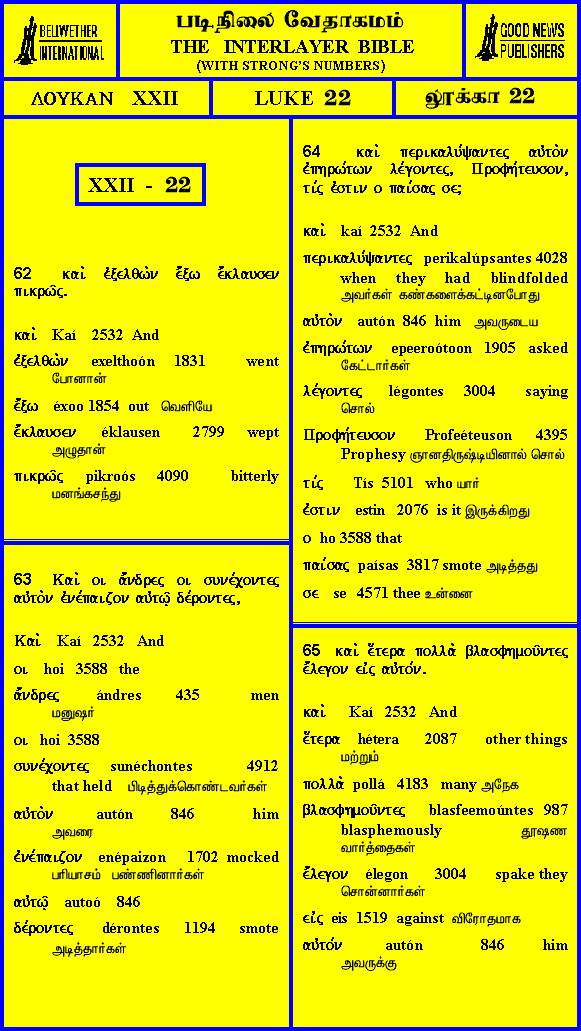 BELLWETHER
INTERNATIONAL
படிநிலை வேதாகமம்
THE INTERLAYER BIBLE
(WITH STRONG'S NUMBERS)
GOOD NEWS
PUBLISHERS
ΛΟΥΚΑΝ XXII
LUKE 22
லூக்கா 22
XXII - 22
62 καὶ ἐξελθὼν ἔξω ἔκλαυσεν
πικρῶς.
καὶ Kaí 2532 And
ἐξελθὼν exelthoón 1831 went
போனான்
ἔξω éxoo 1854 out வெளியே
ἔκλαυσεν éklausen 2799 wept
அழுதான்
πικρῶς pikroós 4090 bitterly
மனங்கசந்து
63 Καὶ οι ἄνδρες οι συνέχοντες
αὐτὸν ἐνέπαιζον αὐτῷ δέροντες,
Καὶ Kaí 2532 And
οι hoi 3588 the
ἄνδρες ándres 435 men
மனுஷர்
οι hoi 3588
συνέχοντες sunéchontes 4912
that held பிடித்துக்கொண்டவர்கள்
αὐτὸν autón 846 him
அவரை
ἐνέπαιζον enépaizon 1702 mocked
பரியாசம் பண்ணினார்கள்
αὐτῷ autoó 846
δέροντες dérontes 1194 smote
அடித்தார்கள்
64 καὶ περικαλύψαντες αὐτὸν
ἐπηρώτων λέγοντες, Προφήτευσον,
τίς ἐστιν ο παίσας σε;
καὶ kaí 2532 And
περικαλύψαντες perikalúpsantes 4028
when they had blindfolded
அவர்கள் கண்களைக்கட்டினபோது
αὐτὸν autón 846 him அவருடைய
ἐπηρώτων epeeroótoon 1905 asked
கேட்டார்கள்
λέγοντες légontes 3004 saying
சொல்
Προφήτευσον Profeéteuson 4395
Prophesy ஞானதிருஷ்டியினால் சொல்
τίς Tís 5101 who யார்
ἐστιν estin 2076 is it இருக்கிறது
ο ho 3588 that
παίσας paísas 3817 smote அடித்தது
σε se 4571 thee உன்னை
65 καὶ ἕτερα πολλὰ βλασφημοῦντες
ἔλεγον εἰς αὐτόν.
καὶ Kaí 2532 And
ἕτερα hétera 2087 other things
மற்றும்
πολλὰ pollá 4183 many அநேக
βλασφημοῦντες blasfeemoúntes 987
blasphemously தூஷண
வார்த்தைகள்
ἔλεγον élegon 3004 spake they
சொன்னார்கள்
εἰς eis 1519 against விரோதமாக
αὐτόν autón 846 him
அவருக்கு